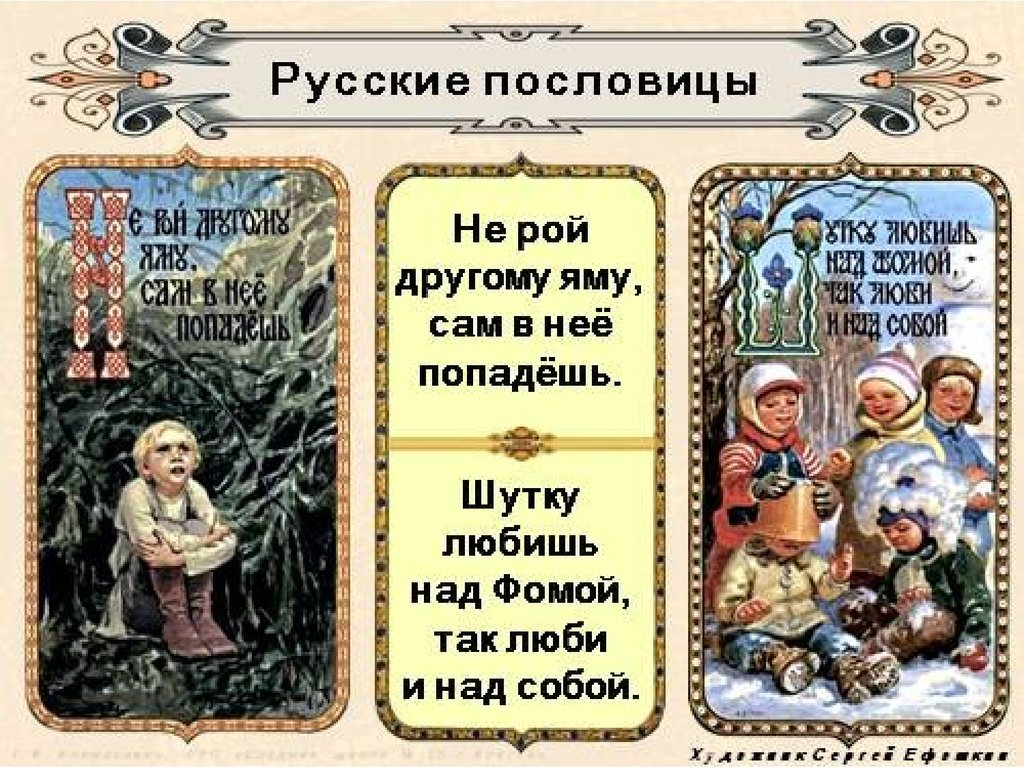 Русские пословицы
Не рой другому
яму,
сам в неё
попадёшь
Не рой
другому яму,
сам в неё
попадёшь.
Шутку
любишь
над Фомой,
так люби
и над собой.
Шутку любишь
над Фомой,
так люби
и над собой
Художник Сергей Ефошкин